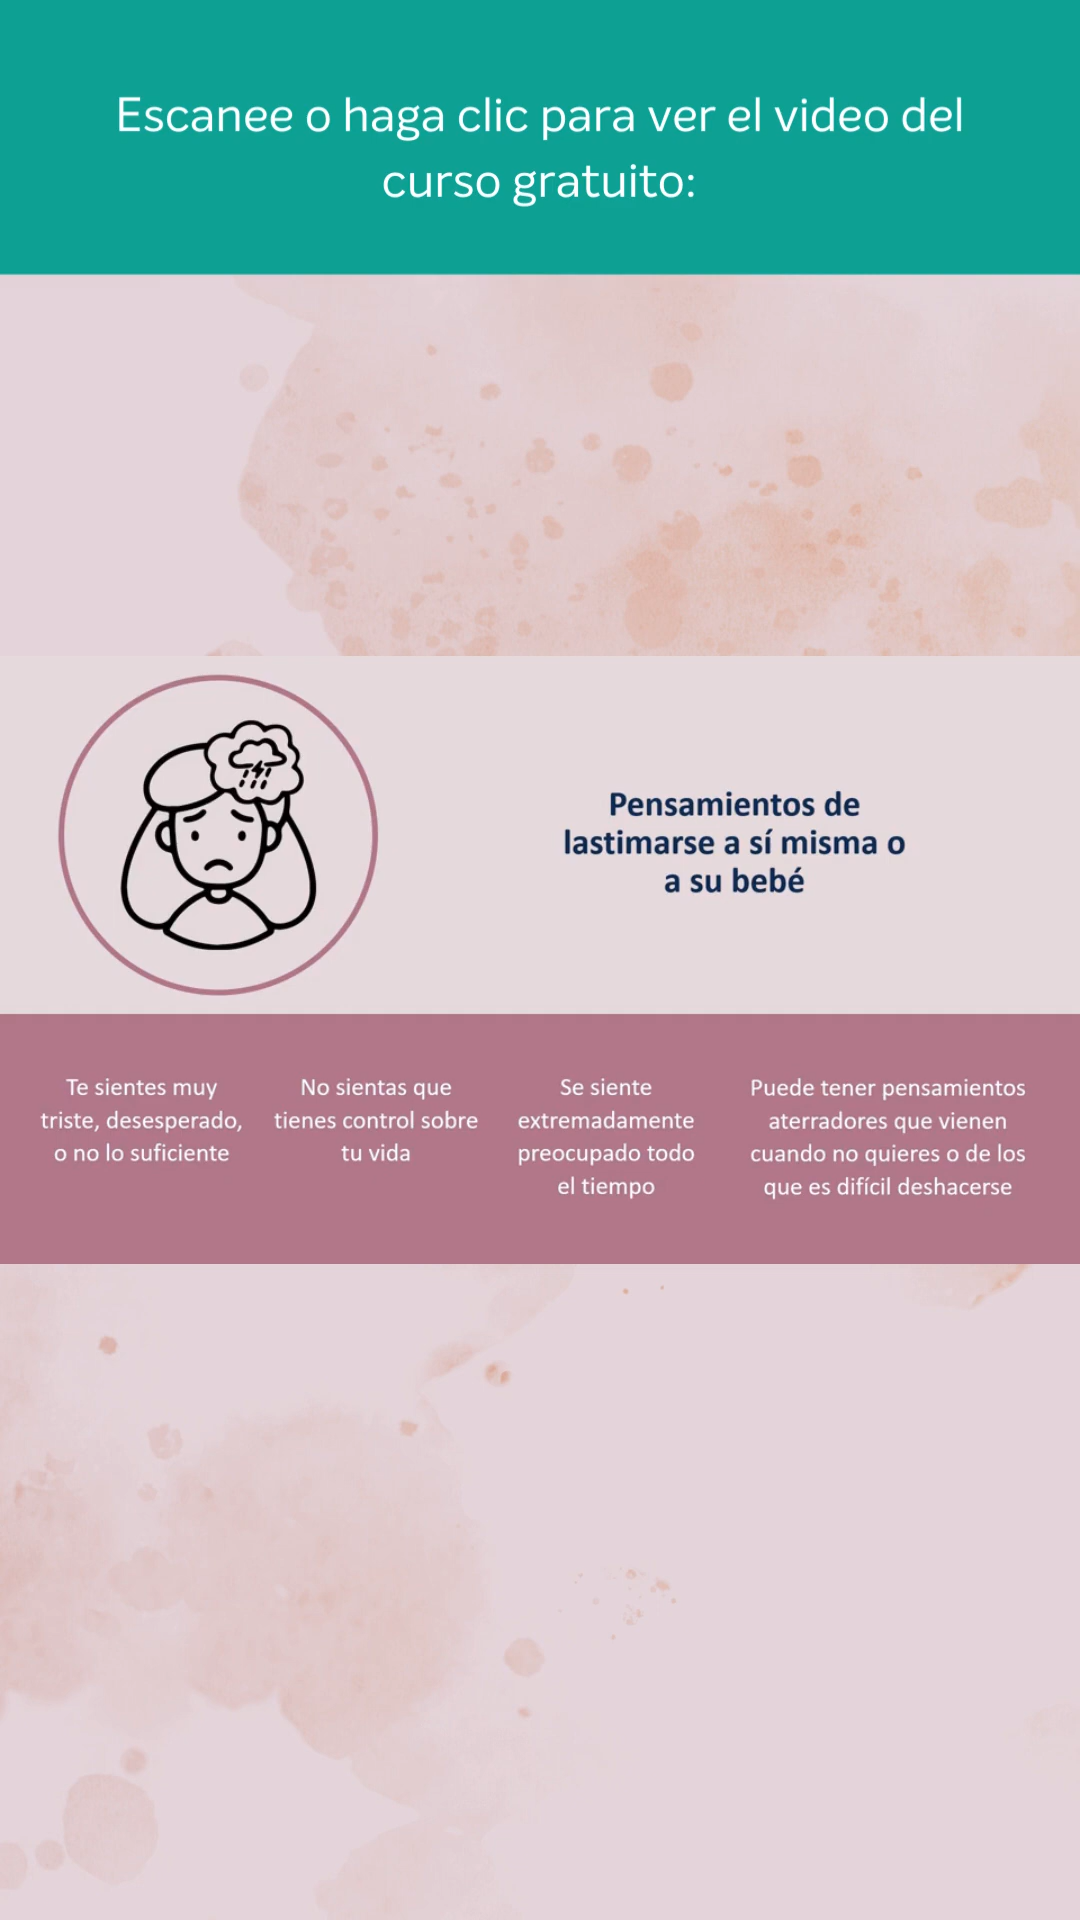 Escanee o haga clic para ver el video del
curso gratuito:
Pensamientos de
lastimarse a sí misma o
a su bebé
Te sientes muy
triste, desesperado,
o no lo suficiente
No sientas que
tienes control sobre
tu vida
Se siente
extremadamente
preocupado todo
el tiempo
Puede tener pensamientos
aterradores que vienen
cuando no quieres o de los
que es difícil deshacerse